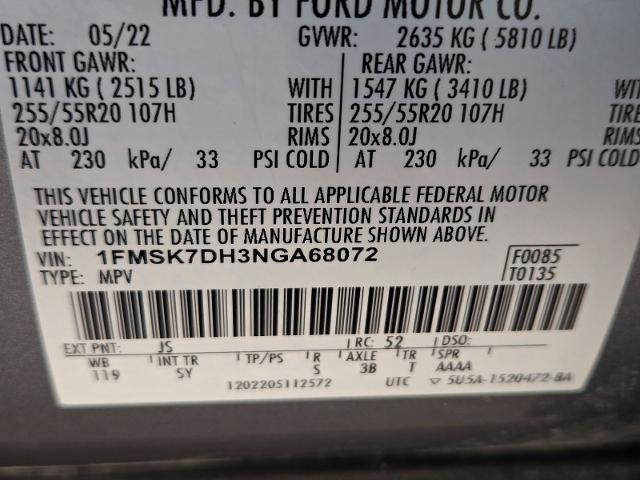 MFD. BY FORD MOTOR CO.
DATE: 05/22 GVWR: 2635 KG ( 5810 LB)
FRONT GAWR: REAR GAWR:
1141 KG ( 2515 LB) WITH 1547 KG ( 3410 LB) WIT
255/55R20 107H TIRES 255/55R20 107H TIRE
20x8.0J RIMS 20x8.0J RIMS
AT 230 kPa/ 33 PSI COLD AT 230 kPa/ 33 PSI COLD
THIS VEHICLE CONFORMS TO ALL APPLICABLE FEDERAL MOTOR
VEHICLE SAFETY AND THEFT PREVENTION STANDARDS IN
EFFECT ON THE DATE OF MANUFACTURE SHOWN ABOVE.
VIN: 1FMSK7DH3NGA68072 F0085
TYPE: MPV T0135
EXT PNT: JS RC: 52 DSO:
WB INT TR TP/PS R AXLE TR SPR
119 SY S 3B T AAAA
1202205112572 UTC ▽ 5U5A-1520472-BA